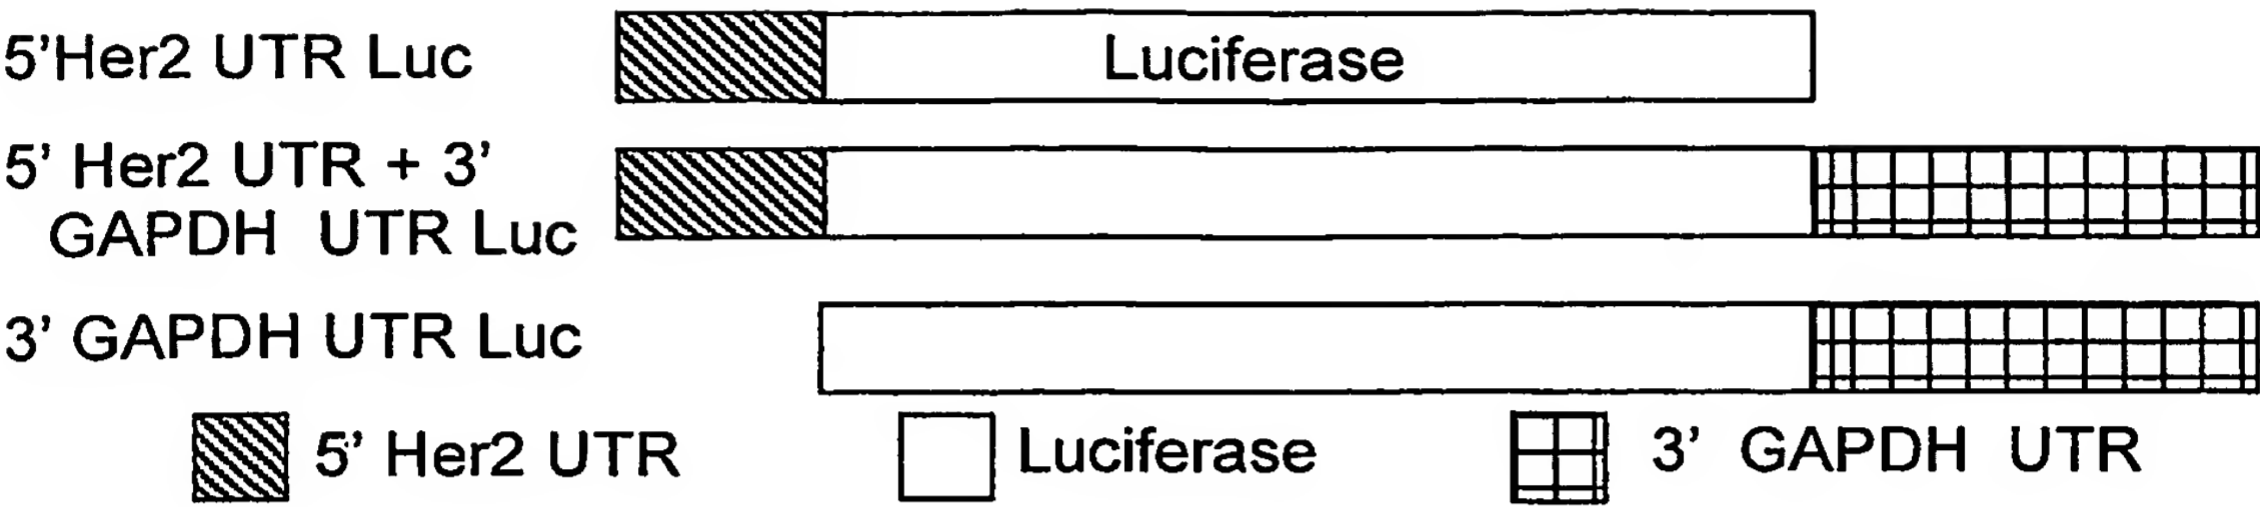 5’Her2 UTR Luc
Luciferase
5’ Her2 UTR + 3’
GAPDH UTR Luc
3’ GAPDH UTR Luc
5’ Her2 UTR
Luciferase
3’ GAPDH UTR